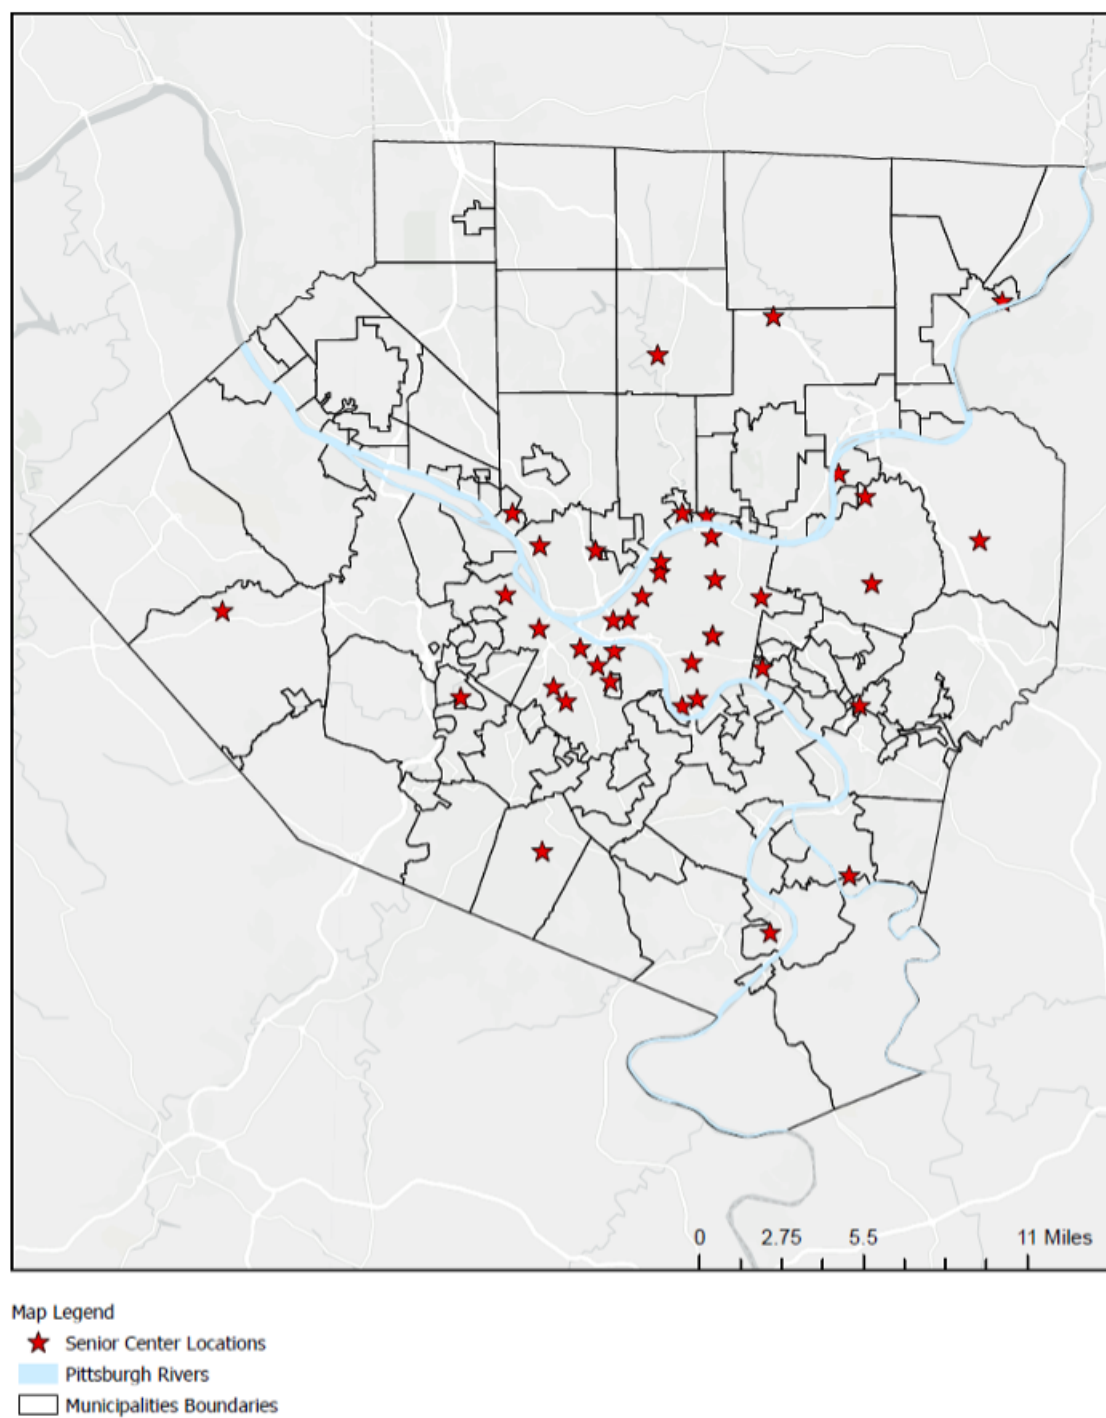 0 2.75 5.5 11 Miles
Map Legend
Senior Center Locations
Pittsburgh Rivers
Municipalities Boundaries